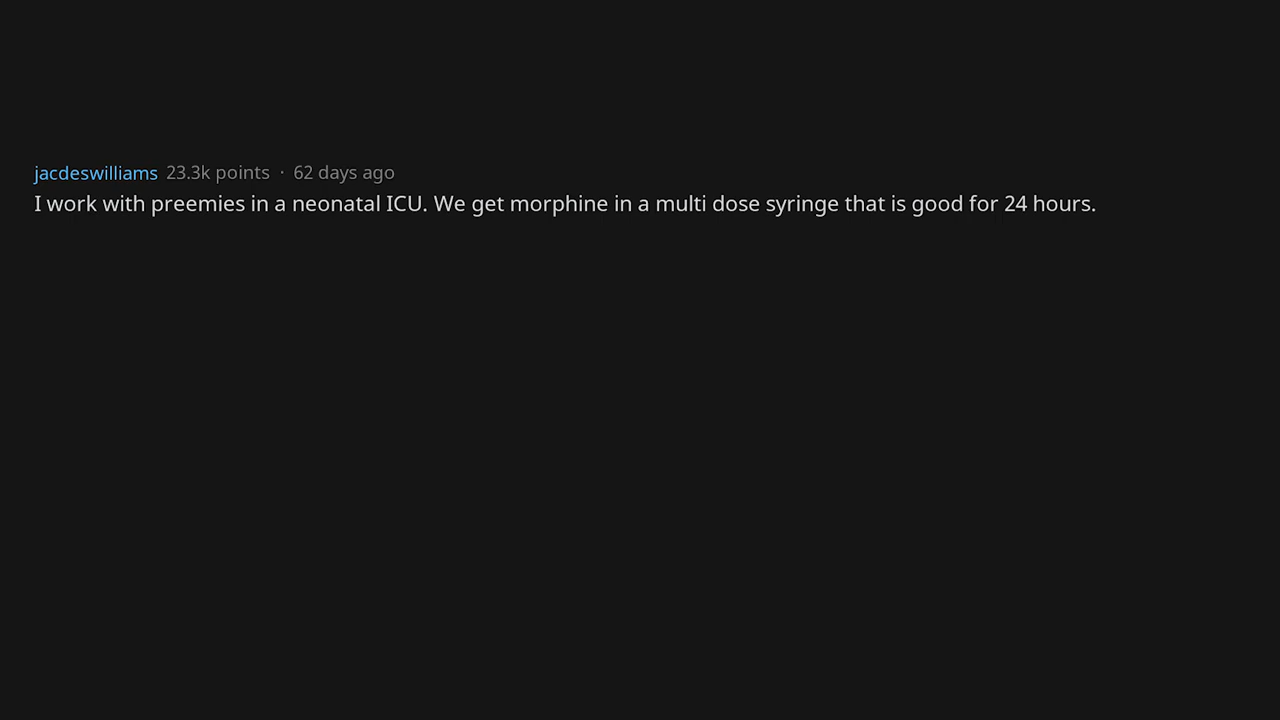 jacdeswilliams 23.3k points · 62 days ago
I work with preemies in a neonatal ICU. We get morphine in a multi dose syringe that is good for 24 hours.